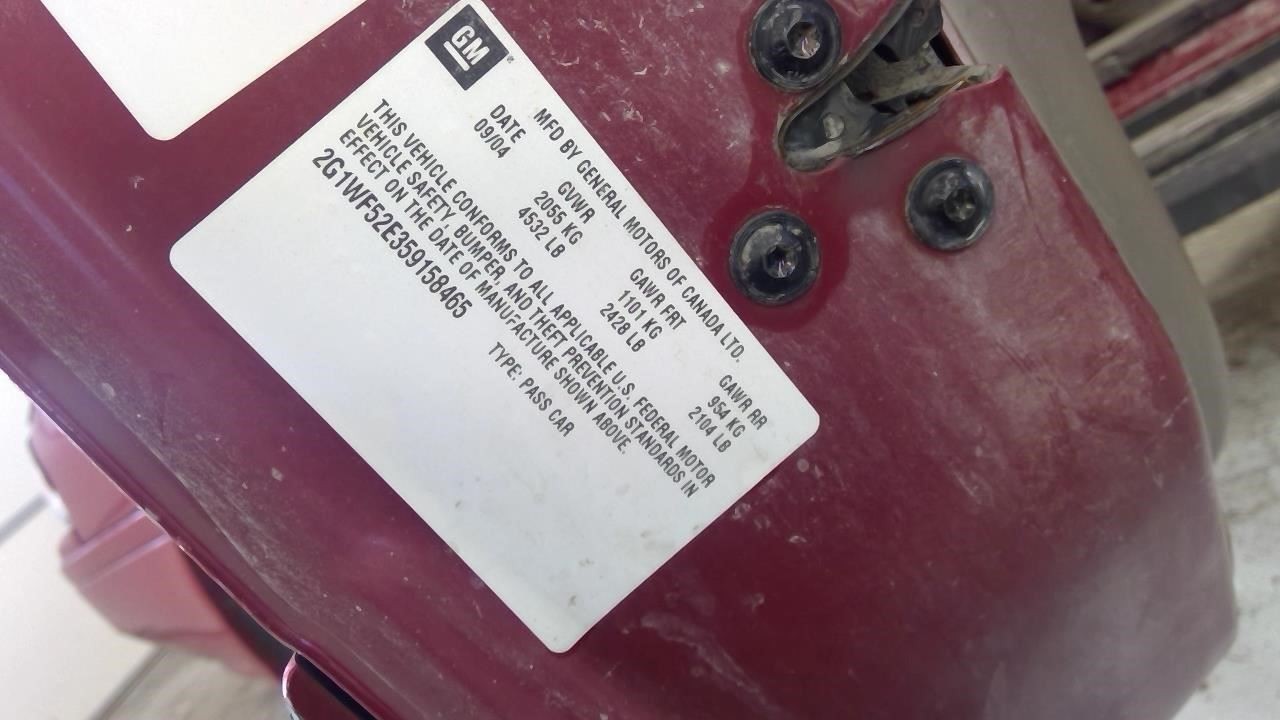 GM
MFD BY GENERAL MOTORS OF CANADA LTD.
DATE GVWR GAWR FRT GAWR RR
09/04 2055 KG 1101 KG 954 KG
4532 LB 2428 LB 2104 LB
THIS VEHICLE CONFORMS TO ALL APPLICABLE U.S. FEDERAL MOTOR
VEHICLE SAFETY, BUMPER, AND THEFT PREVENTION STANDARDS IN
EFFECT ON THE DATE OF MANUFACTURE SHOWN ABOVE.
2G1WF52E359158465 TYPE: PASS CAR